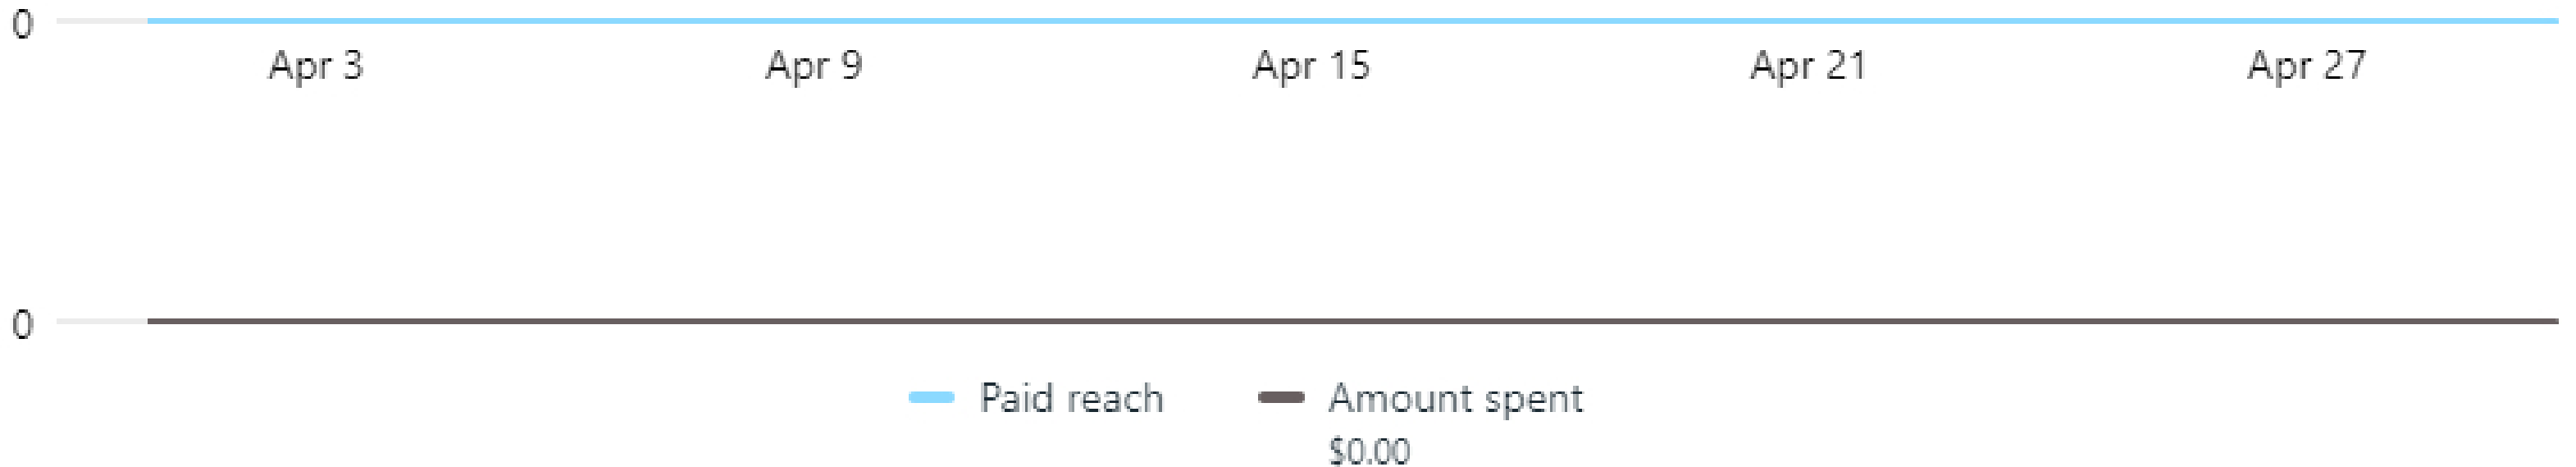 0
Apr 3 Apr 9 Apr 15 Apr 21 Apr 27
0
Paid reach Amount spent
$0.00